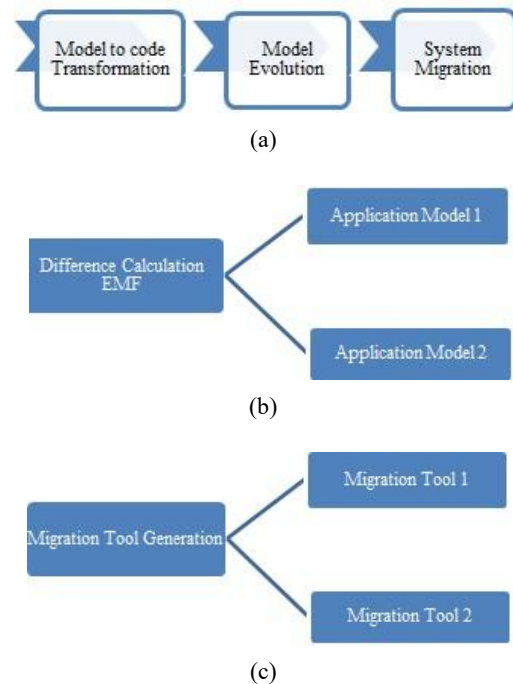 Model to code
Transformation
Model
Evolution
System
Migration
(a)
Application Model 1
Difference Calculation
EMF
Application Model 2
(b)
Migration Tool 1
Migration Tool Generation
Migration Tool 2
(c)